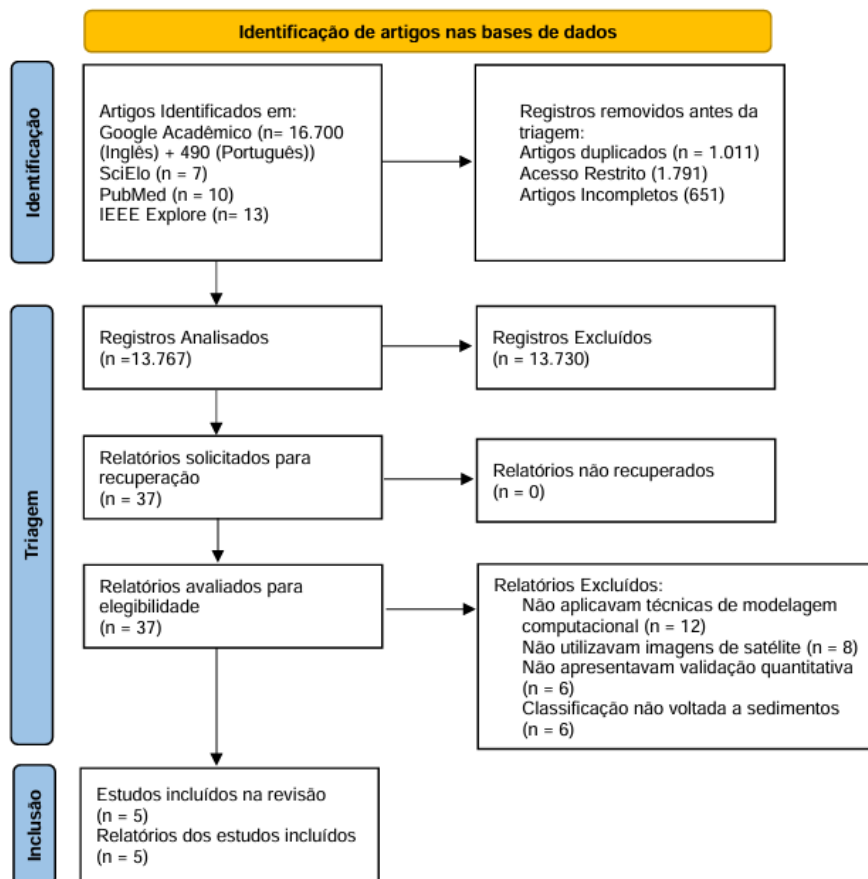 Identificação de artigos nas bases de dados
Identificação
Artigos Identificados em:
Google Acadêmico (n= 16.700
(Inglês) + 490 (Português))
SciElo (n = 7)
PubMed (n = 10)
IEEE Explore (n= 13)
Registros removidos antes da
triagem:
Artigos duplicados (n = 1.011)
Acesso Restrito (1.791)
Artigos Incompletos (651)
Triagem
Registros Analisados
(n =13.767)
Registros Excluídos
(n = 13.730)
Relatórios solicitados para
recuperação
(n = 37)
Relatórios não recuperados
(n = 0)
Relatórios avaliados para
elegibilidade
(n = 37)
Relatórios Excluídos:
Não aplicavam técnicas de modelagem
computacional (n = 12)
Não utilizavam imagens de satélite (n = 8)
Não apresentavam validação quantitativa
(n = 6)
Classificação não voltada a sedimentos
(n = 6)
Inclusão
Estudos incluídos na revisão
(n = 5)
Relatórios dos estudos incluídos
(n = 5)